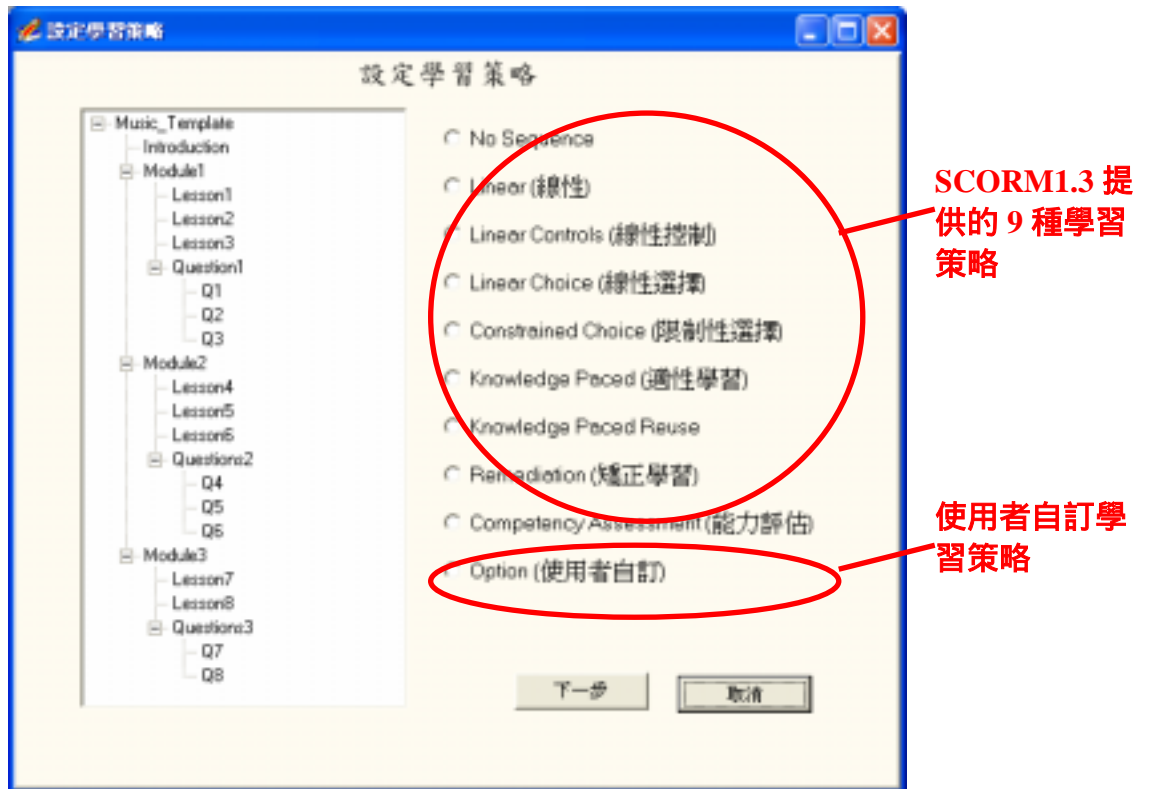 設定學習策略
設定學習策略
Music_Template
Introduction
Module1
Lesson1
Lesson2
Lesson3
Question1
Q1
Q2
Q3
Module2
Lesson4
Lesson5
Lesson6
Questions2
Q4
Q5
Q6
Module3
Lesson7
Lesson8
Questions3
Q7
Q8
No Sequence
Linear (線性)
Linear Controls (線性控制)
Linear Choice (線性選擇)
Constrained Choice (限制性選擇)
Knowledge Paced (適性學習)
Knowledge Paced Reuse
Remediation (矯正學習)
Competency Assessment (能力評估)
Option (使用者自訂)
下一步
取消
SCORM1.3 提
供的 9 種學習
策略
使用者自訂學
習策略